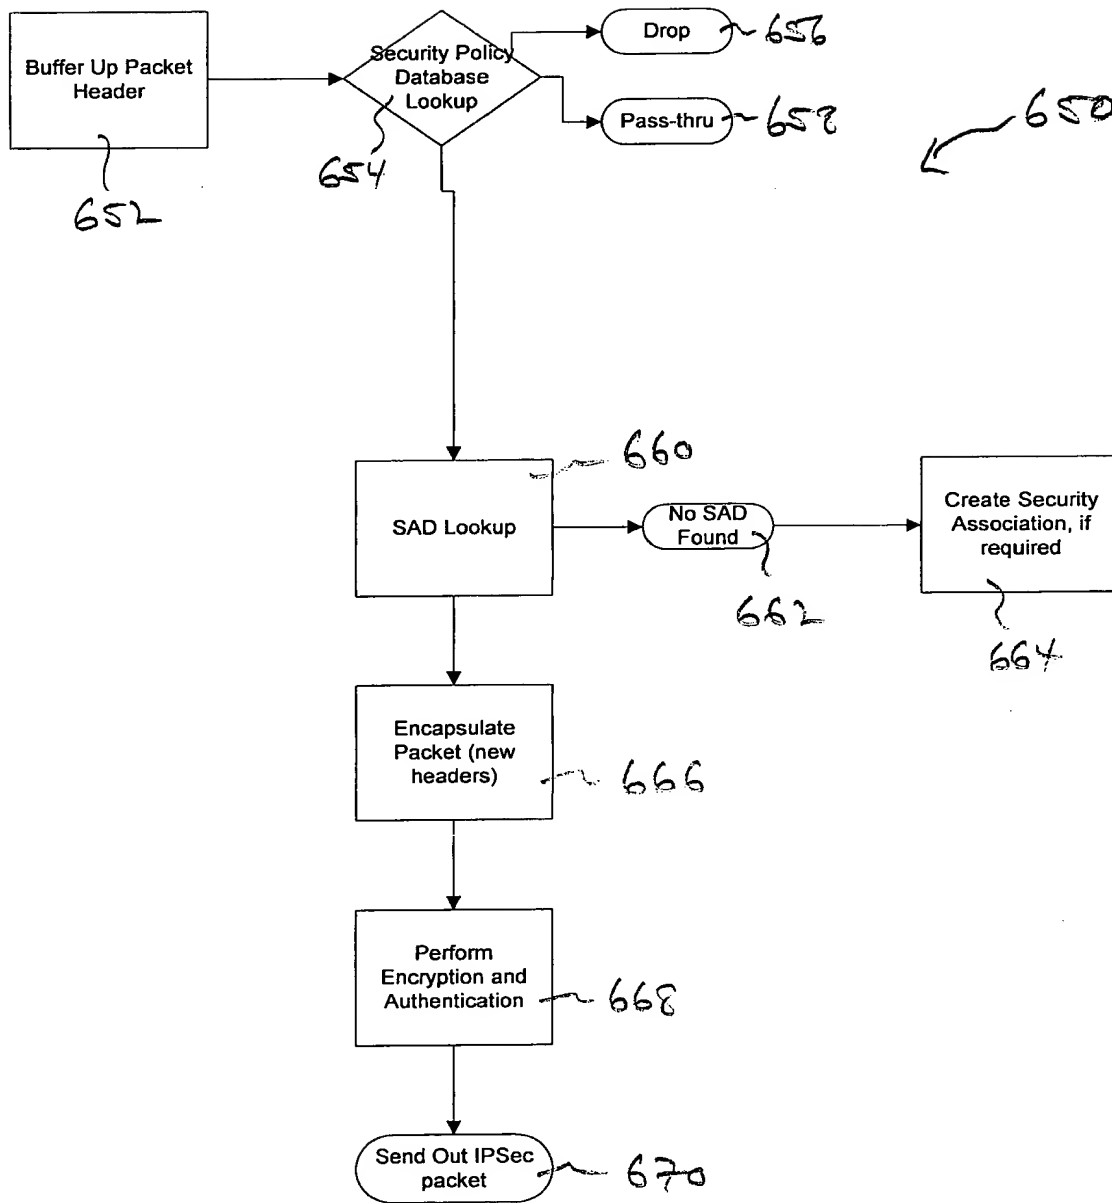 Buffer Up Packet
Header
652
Security Policy
Database
Lookup
654
Drop
656
Pass-thru
658
650
SAD Lookup
660
No SAD
Found
662
Create Security
Association, if
required
664
Encapsulate
Packet (new
headers)
666
Perform
Encryption and
Authentication
668
Send Out IPSec
packet
670